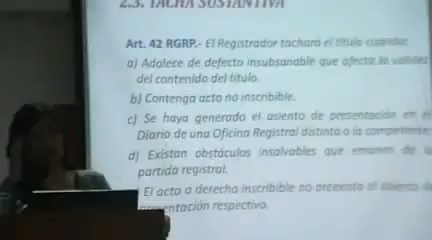 2.3. TACHA SUSTANTIVA
Art. 42 RGRP.- El Registrador tachará el título cuando:
a) Adolece de defecto insubsanable que afecta la validez
del contenido del título.
b) Contenga acto no inscribible.
c) Se haya generado el asiento de presentación en el
Diario de una Oficina Registral distinta a la competente;
d) Existan obstáculos insalvables que emanen de la
partida registral.
El acto o derecho inscribible no preexista al asiento de
presentación respectivo.